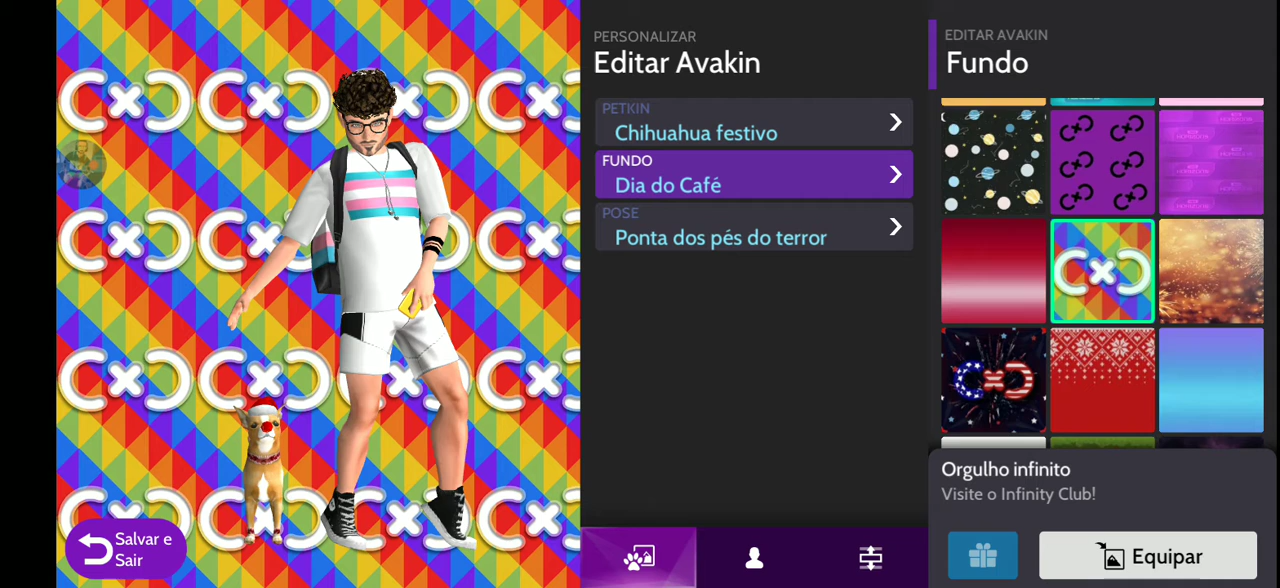 PERSONALIZAR
Editar Avakin
PETKIN
Chihuahua festivo
FUNDO
Dia do Café
POSE
Ponta dos pés do terror
EDITAR AVAKIN
Fundo
Orgulho infinito
Visite o Infinity Club!
Equipar
Salvar e
Sair